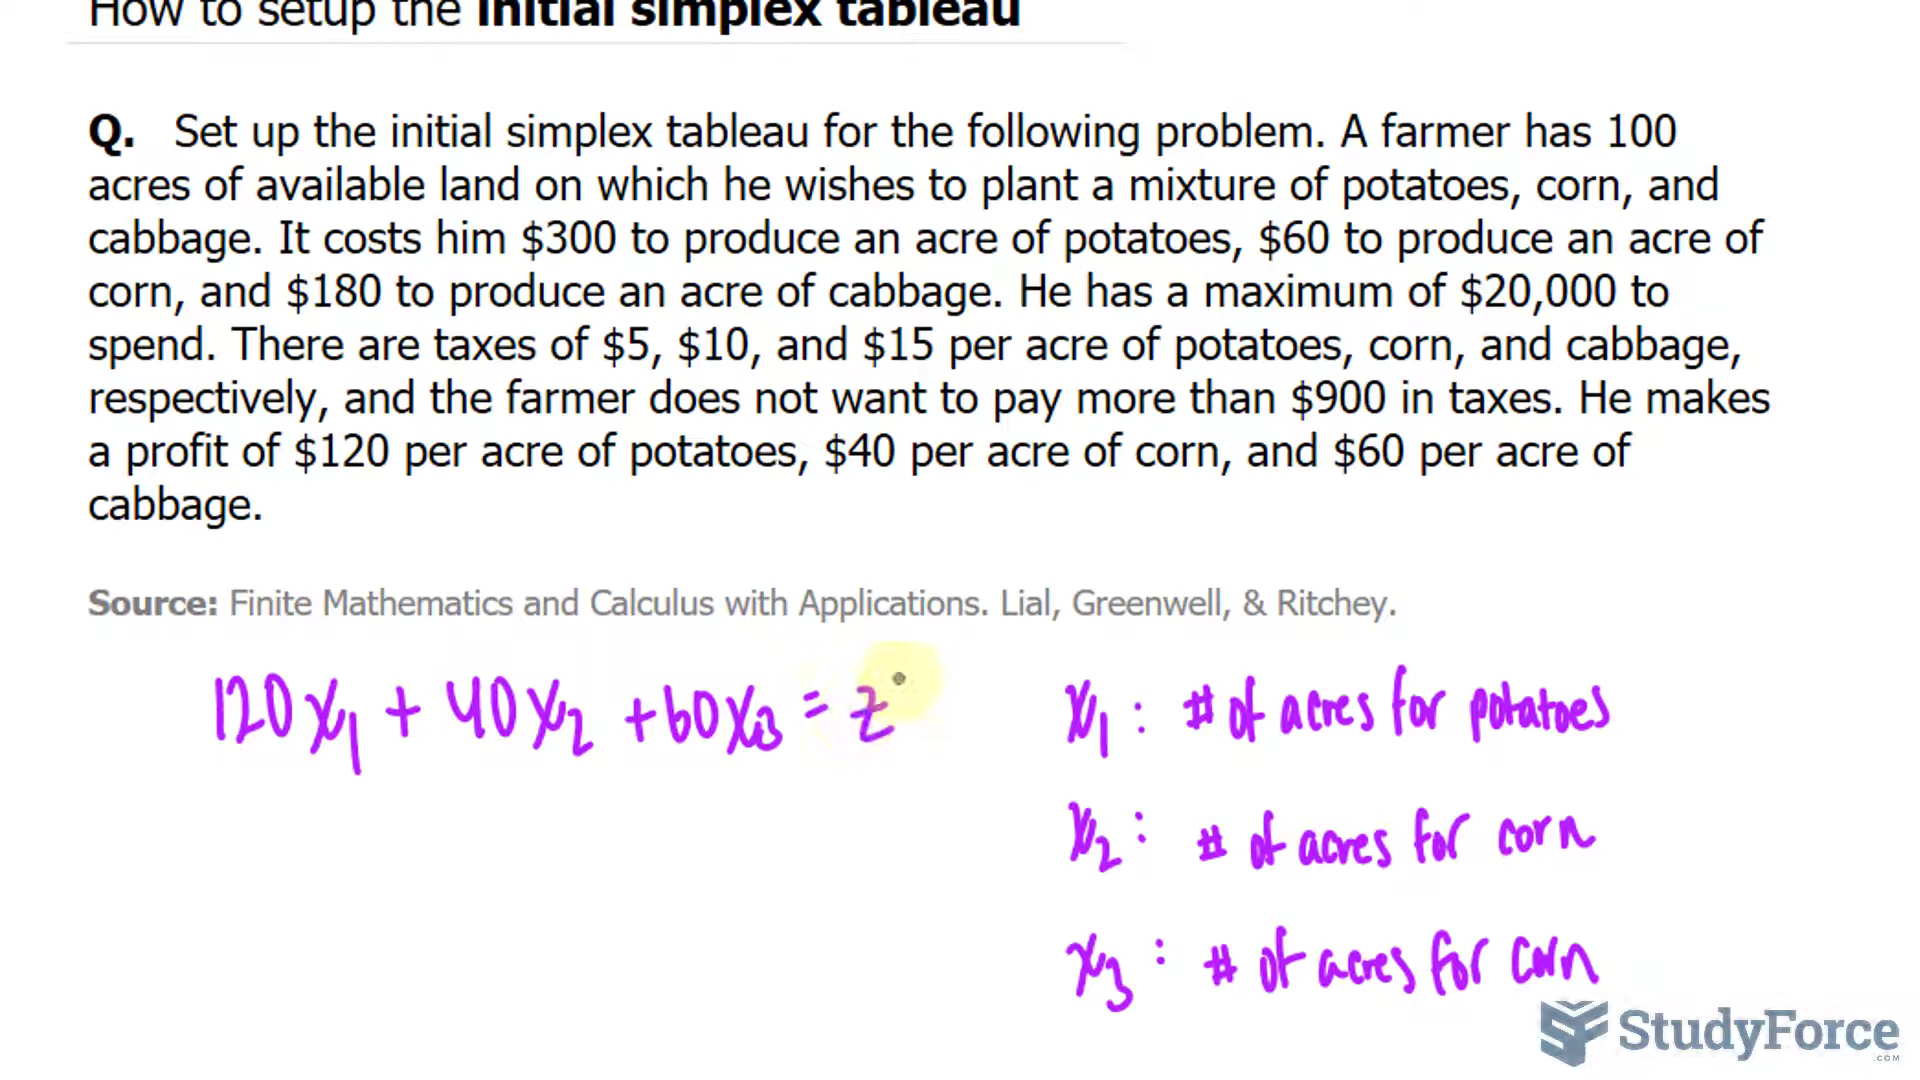 How to setup the initial simplex tableau
Q. Set up the initial simplex tableau for the following problem. A farmer has 100
acres of available land on which he wishes to plant a mixture of potatoes, corn, and
cabbage. It costs him $300 to produce an acre of potatoes, $60 to produce an acre of
corn, and $180 to produce an acre of cabbage. He has a maximum of $20,000 to
spend. There are taxes of $5, $10, and $15 per acre of potatoes, corn, and cabbage,
respectively, and the farmer does not want to pay more than $900 in taxes. He makes
a profit of $120 per acre of potatoes, $40 per acre of corn, and $60 per acre of
cabbage.
Source: Finite Mathematics and Calculus with Applications. Lial, Greenwell, & Ritchey.
120x₁ + 40x₂ + 60x₃ = z
x₁ : # of acres for potatoes
x₂ : # of acres for corn
x₃ : # of acres for corn
StudyForce
.COM